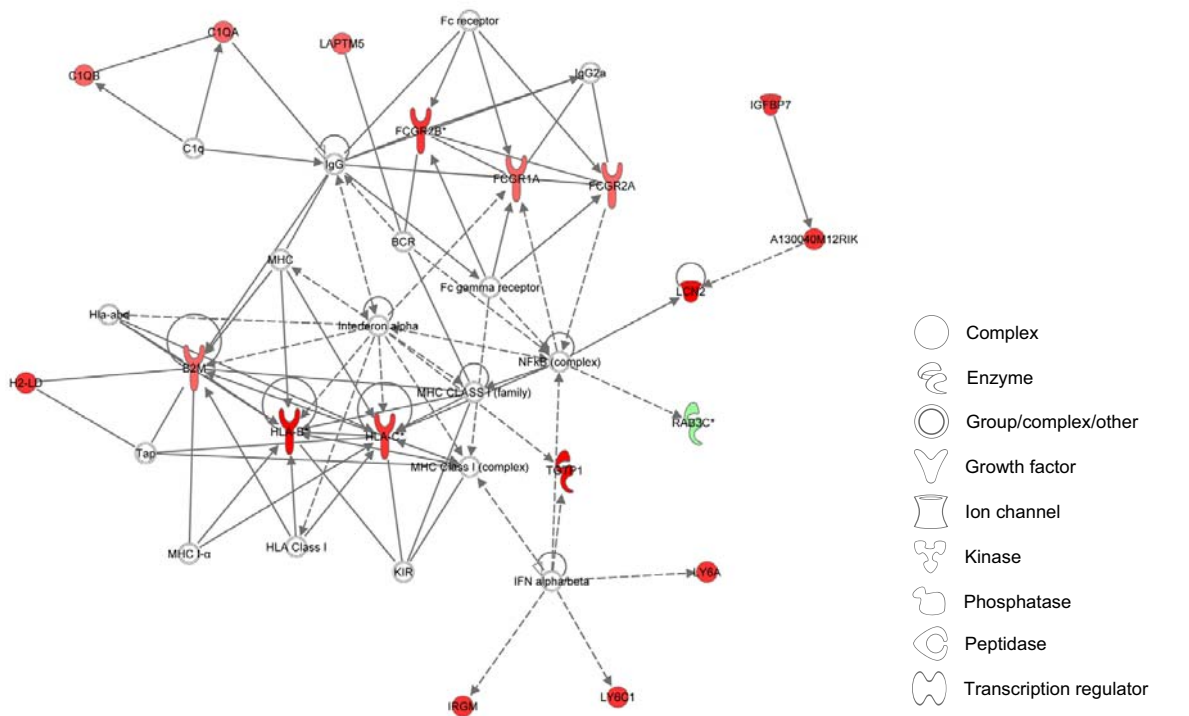 Fc receptor
C1QA
LAPTM5
C1QB
IgG2a
IGFBP7
FCGR2B*
C1q
IgG
FCGR1A
FCGR2A
A130040M12RIK
BCR
MHC
Fc gamma receptor
LCN2
Hla-abc
Interferon alpha
NFkB (complex)
B2M
H2-LD
MHC CLASS I (family)
RAB3C*
HLA-B*
HLA-C*
Tap
MHC Class I (complex)
TGTP1
MHC I-α
HLA Class I
KIR
IFN alpha/beta
LY6A
IRGM
LY6C1
Complex
Enzyme
Group/complex/other
Growth factor
Ion channel
Kinase
Phosphatase
Peptidase
Transcription regulator